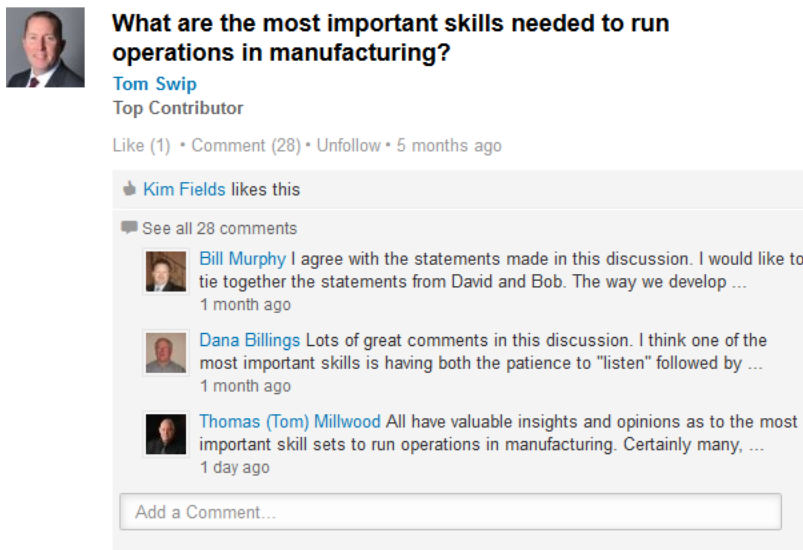 What are the most important skills needed to run
operations in manufacturing?
Tom Swip
Top Contributor
Like (1) • Comment (28) • Unfollow • 5 months ago
Kim Fields likes this
See all 28 comments
Bill Murphy I agree with the statements made in this discussion. I would like to
tie together the statements from David and Bob. The way we develop ...
1 month ago
Dana Billings Lots of great comments in this discussion. I think one of the
most important skills is having both the patience to "listen" followed by ...
1 month ago
Thomas (Tom) Millwood All have valuable insights and opinions as to the most
important skill sets to run operations in manufacturing. Certainly many, ...
1 day ago
Add a Comment...